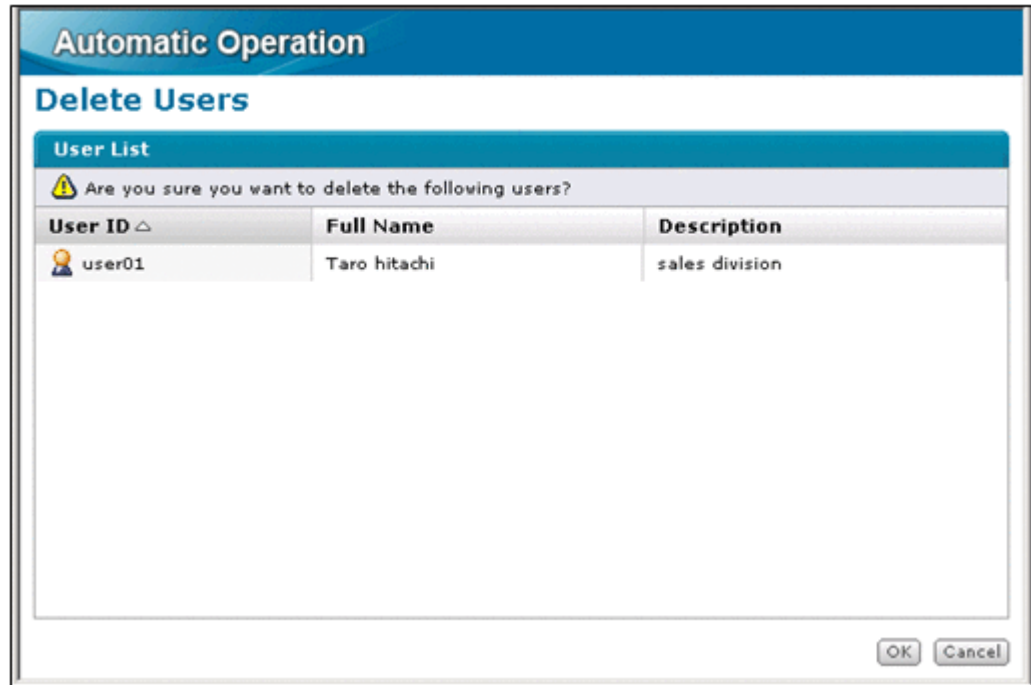 Automatic Operation
Delete Users
User List
Are you sure you want to delete the following users?
User ID Full Name Description
user01 Taro hitachi sales division
OK Cancel